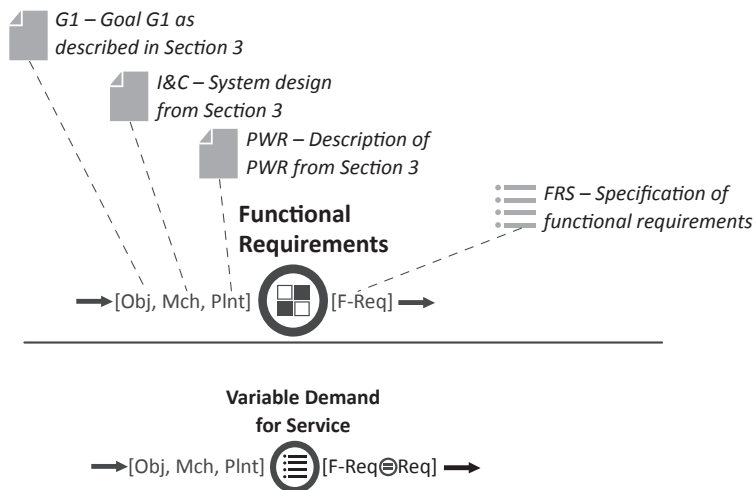 G1 – Goal G1 as
described in Section 3
I&C – System design
from Section 3
PWR – Description of
PWR from Section 3
FRS – Specification of
functional requirements
Functional
Requirements
[Obj, Mch, Plnt]
[F-Req]
Variable Demand
for Service
[Obj, Mch, Plnt]
[F-Req⊜Req]